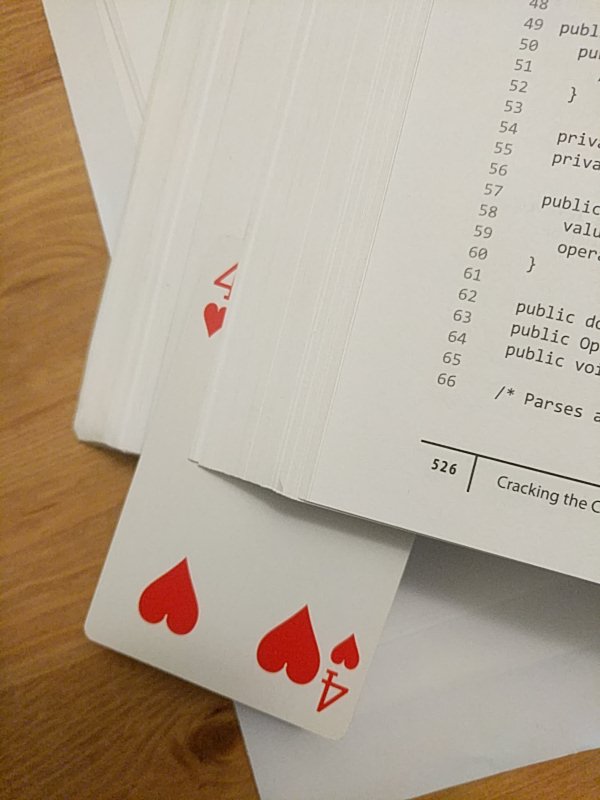 48
49 publ
50 pu
51
52 }
53
54 priva
55 priva
56
57 public
58 valu
59 opera
60 }
61
62 public do
63 public Op
64 public voi
65
66 /* Parses a
526 Cracking the C
4
4